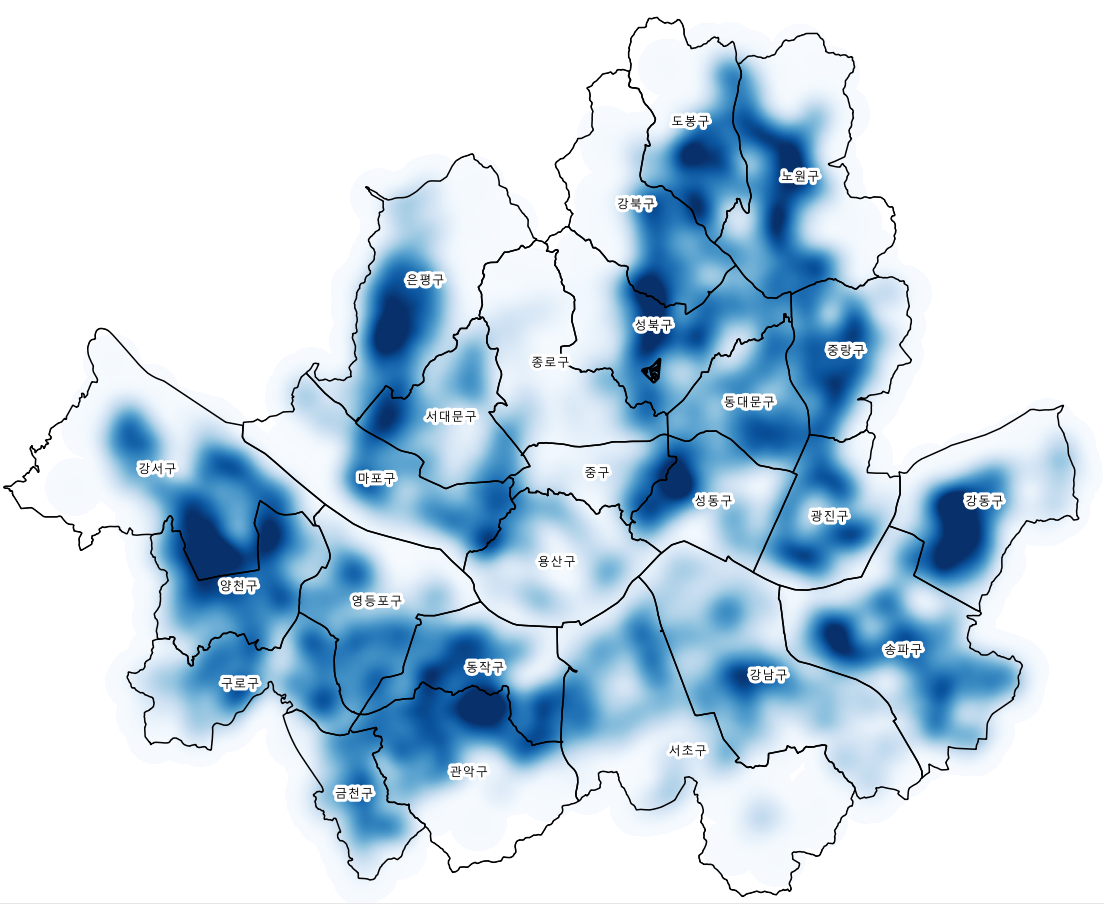 도봉구
노원구
강북구
은평구
성북구
중랑구
종로구
동대문구
서대문구
강서구
중구
마포구
성동구
강동구
광진구
용산구
양천구
영등포구
송파구
동작구
강남구
구로구
서초구
관악구
금천구